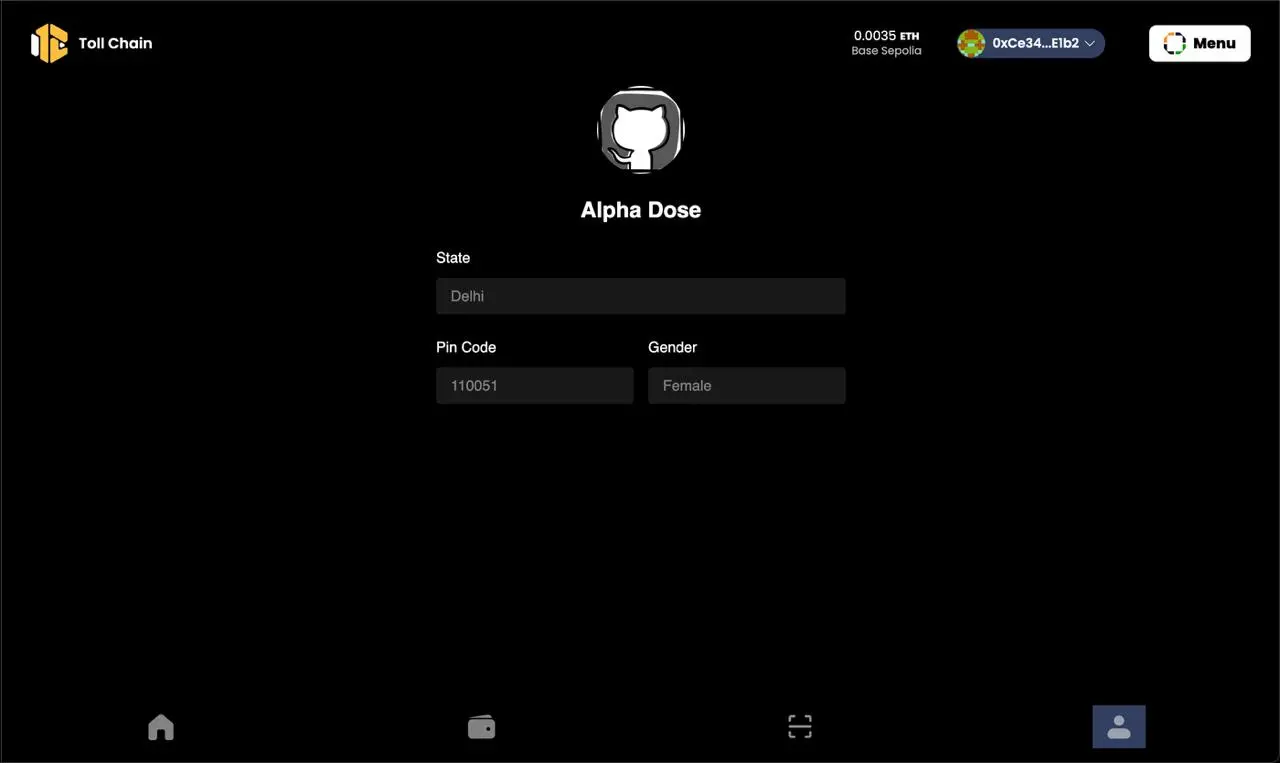 Toll Chain
0.0035 ETH
Base Sepolia
0xCe34...E1b2
Menu
Alpha Dose
State
Delhi
Pin Code
Gender
110051
Female